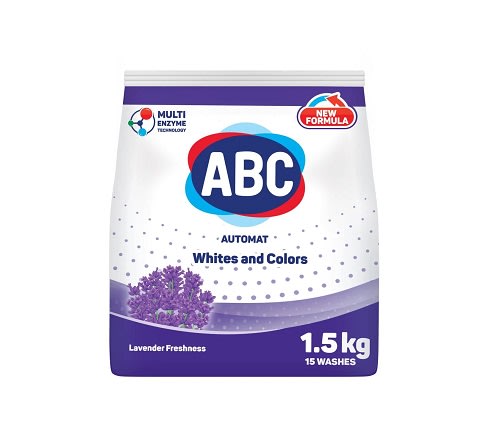 MULTI
ENZYME
TECHNOLOGY
NEW
FORMULA
ABC
AUTOMAT
Whites and Colors
Lavender Freshness
1.5 kg
15 WASHES